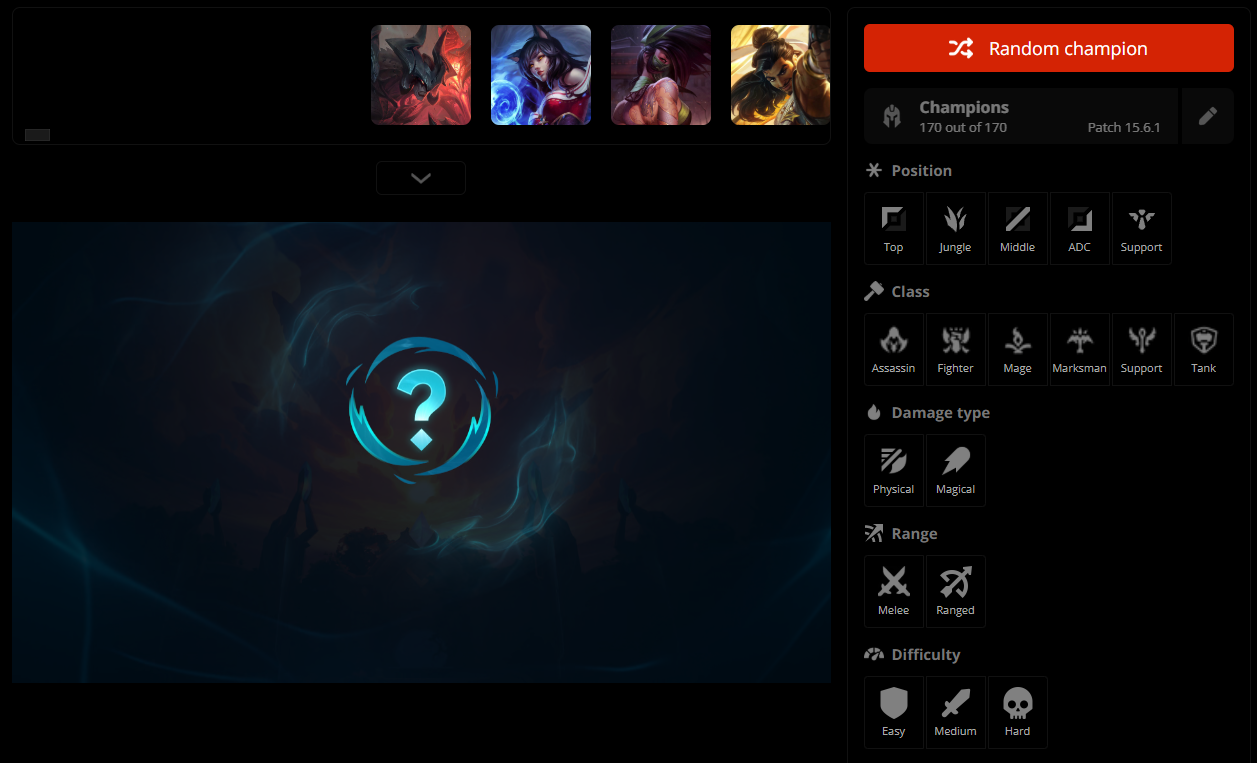 Random champion
Champions
170 out of 170 Patch 15.6.1
Position
Top Jungle Middle ADC Support
Class
Assassin Fighter Mage Marksman Support Tank
Damage type
Physical Magical
Range
Melee Ranged
Difficulty
Easy Medium Hard
?